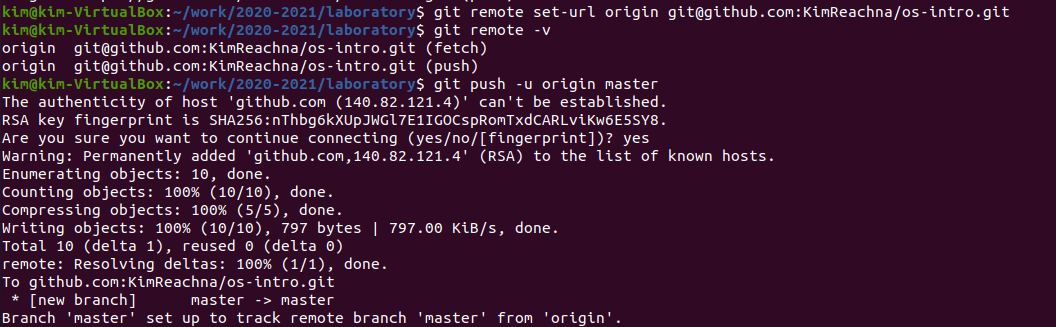 kim@kim-VirtualBox:~/work/2020-2021/laboratory$ git remote set-url origin git@github.com:KimReachna/os-intro.git
kim@kim-VirtualBox:~/work/2020-2021/laboratory$ git remote -v
origin  git@github.com:KimReachna/os-intro.git (fetch)
origin  git@github.com:KimReachna/os-intro.git (push)
kim@kim-VirtualBox:~/work/2020-2021/laboratory$ git push -u origin master
The authenticity of host 'github.com (140.82.121.4)' can't be established.
RSA key fingerprint is SHA256:nThbg6kXUpJWGl7E1IGOCspRomTxdCARLviKw6E5SY8.
Are you sure you want to continue connecting (yes/no/[fingerprint])? yes
Warning: Permanently added 'github.com,140.82.121.4' (RSA) to the list of known hosts.
Enumerating objects: 10, done.
Counting objects: 100% (10/10), done.
Compressing objects: 100% (5/5), done.
Writing objects: 100% (10/10), 797 bytes | 797.00 KiB/s, done.
Total 10 (delta 1), reused 0 (delta 0)
remote: Resolving deltas: 100% (1/1), done.
To github.com:KimReachna/os-intro.git
 * [new branch]      master -> master
Branch 'master' set up to track remote branch 'master' from 'origin'.